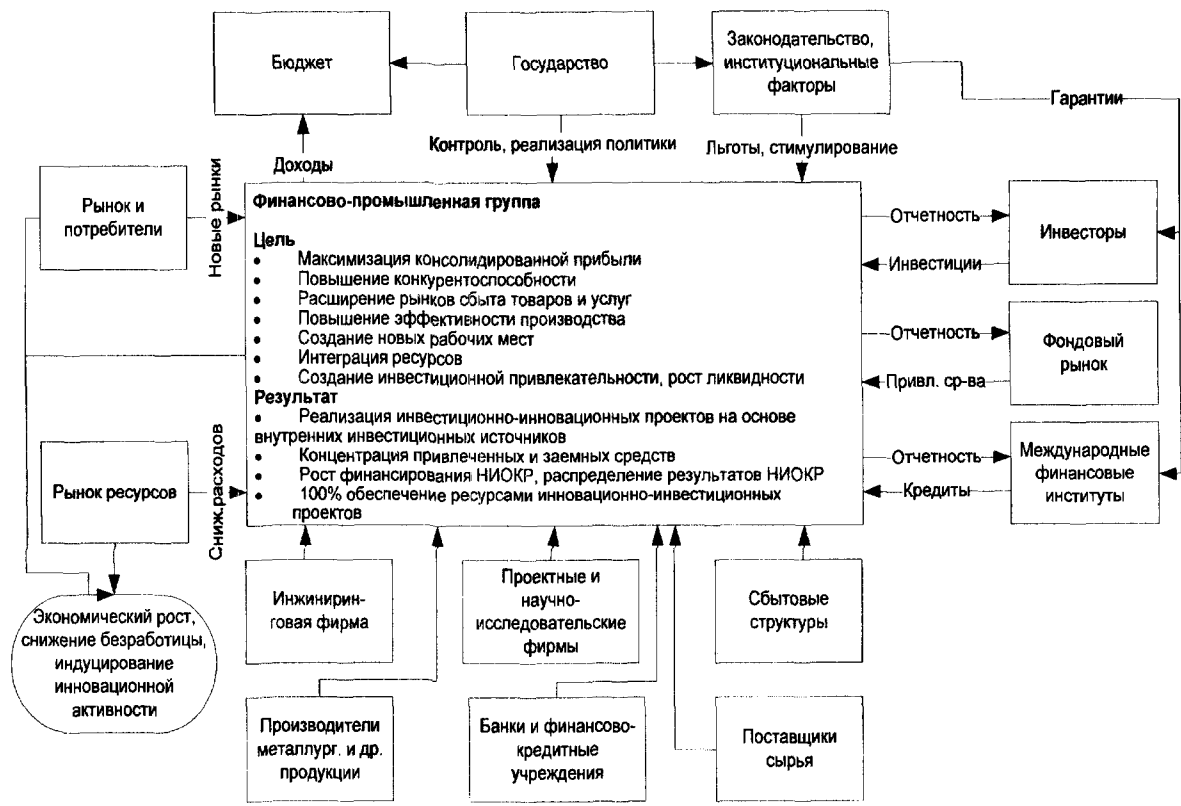 Бюджет
Государство
Законодательство,
институциональные
факторы
Гарантии
Доходы
Контроль, реализация политики
Льготы, стимулирование
Рынок и
потребители
Новые рынки
Финансово-промышленная группа
Цель
• Максимизация консолидированной прибыли
• Повышение конкурентоспособности
• Расширение рынков сбыта товаров и услуг
• Повышение эффективности производства
• Создание новых рабочих мест
• Интеграция ресурсов
• Создание инвестиционной привлекательности, рост ликвидности
Результат
• Реализация инвестиционно-инновационных проектов на основе
внутренних инвестиционных источников
• Концентрация привлеченных и заемных средств
• Рост финансирования НИОКР, распределение результатов НИОКР
• 100% обеспечение ресурсами инновационно-инвестиционных
проектов
Отчетность
Инвестиции
Инвесторы
Отчетность
Привл. ср-ва
Фондовый
рынок
Отчетность
Кредиты
Международные
финансовые
институты
Рынок ресурсов
Сниж.расходов
Экономический рост,
снижение безработицы,
индуцирование
инновационной
активности
Инжинирин-
говая фирма
Проектные и
научно-
исследовательские
фирмы
Сбытовые
структуры
Производители
металлург. и др.
продукции
Банки и финансово-
кредитные
учреждения
Поставщики
сырья